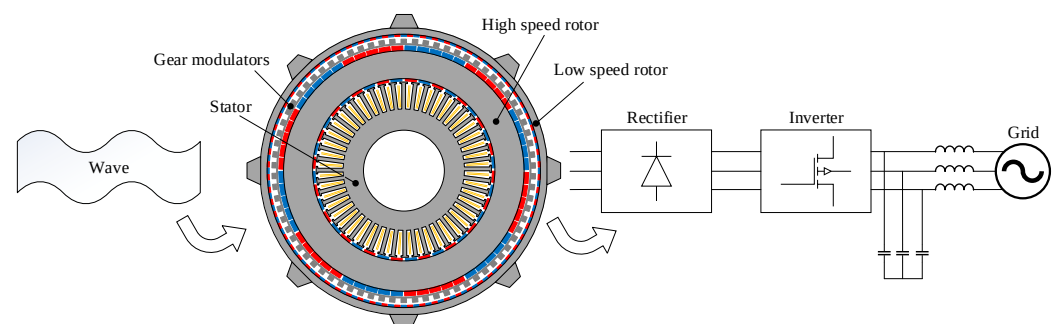 High speed rotor
Gear modulators
Low speed rotor
Stator
Rectifier
Inverter
Grid
Wave